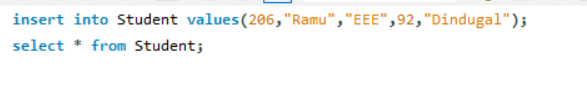 insert into Student values(206,"Ramu","EEE",92,"Dindugal");
select * from Student;